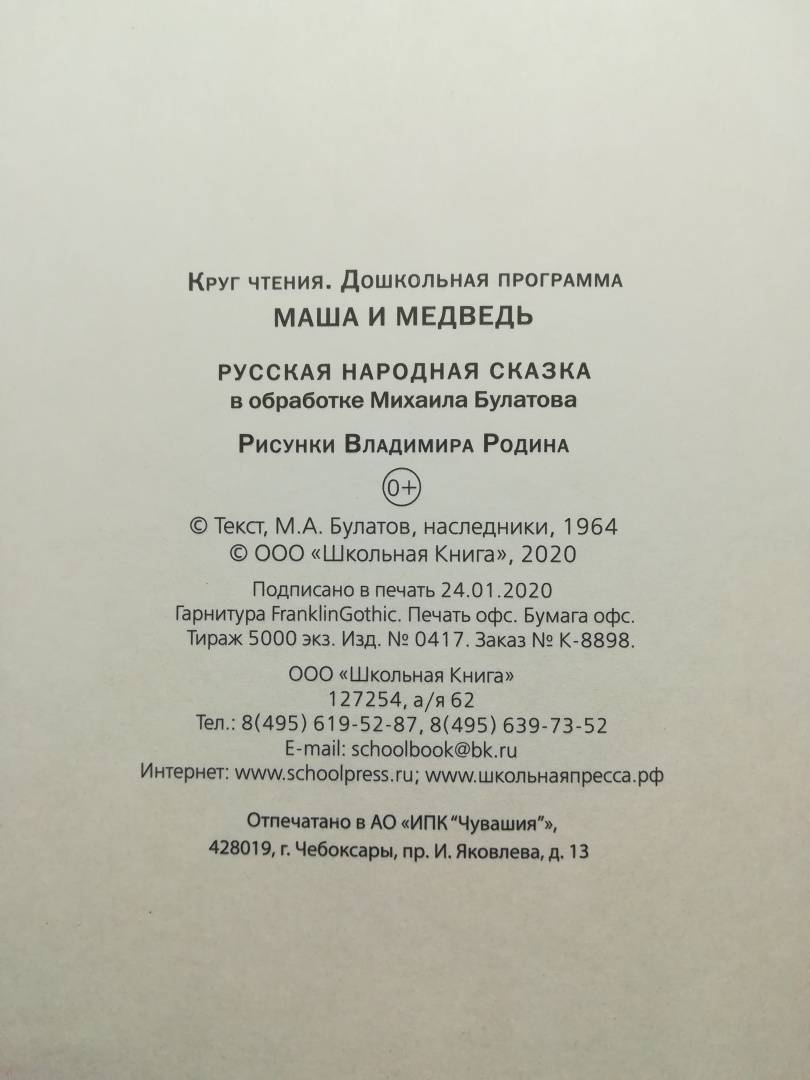 Круг чтения. Дошкольная программа
МАША И МЕДВЕДЬ
РУССКАЯ НАРОДНАЯ СКАЗКА
в обработке Михаила Булатова
Рисунки Владимира Родина
0+
© Текст, М.А. Булатов, наследники, 1964
© ООО «Школьная Книга», 2020
Подписано в печать 24.01.2020
Гарнитура FranklinGothic. Печать офс. Бумага офс.
Тираж 5000 экз. Изд. № 0417. Заказ № К-8898.
ООО «Школьная Книга»
127254, а/я 62
Тел.: 8(495) 619-52-87, 8(495) 639-73-52
E-mail: schoolbook@bk.ru
Интернет: www.schoolpress.ru; www.школьнаяпресса.рф
Отпечатано в АО «ИПК “Чувашия”»,
428019, г. Чебоксары, пр. И. Яковлева, д. 13